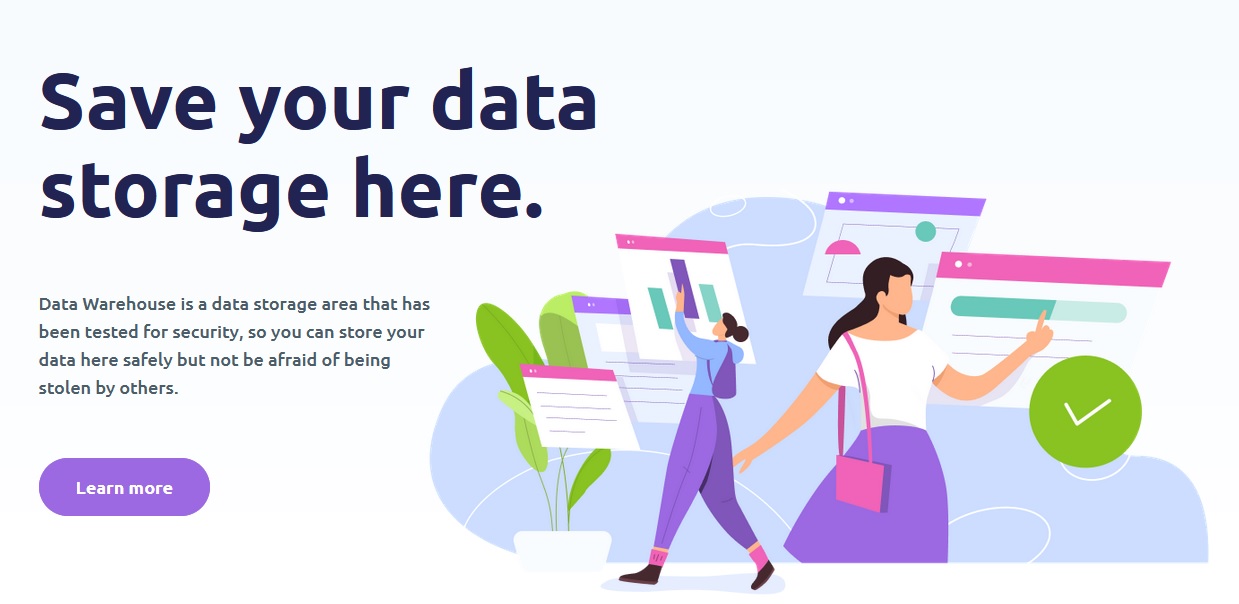 Save your data
storage here.
Data Warehouse is a data storage area that has
been tested for security, so you can store your
data here safely but not be afraid of being
stolen by others.
Learn more